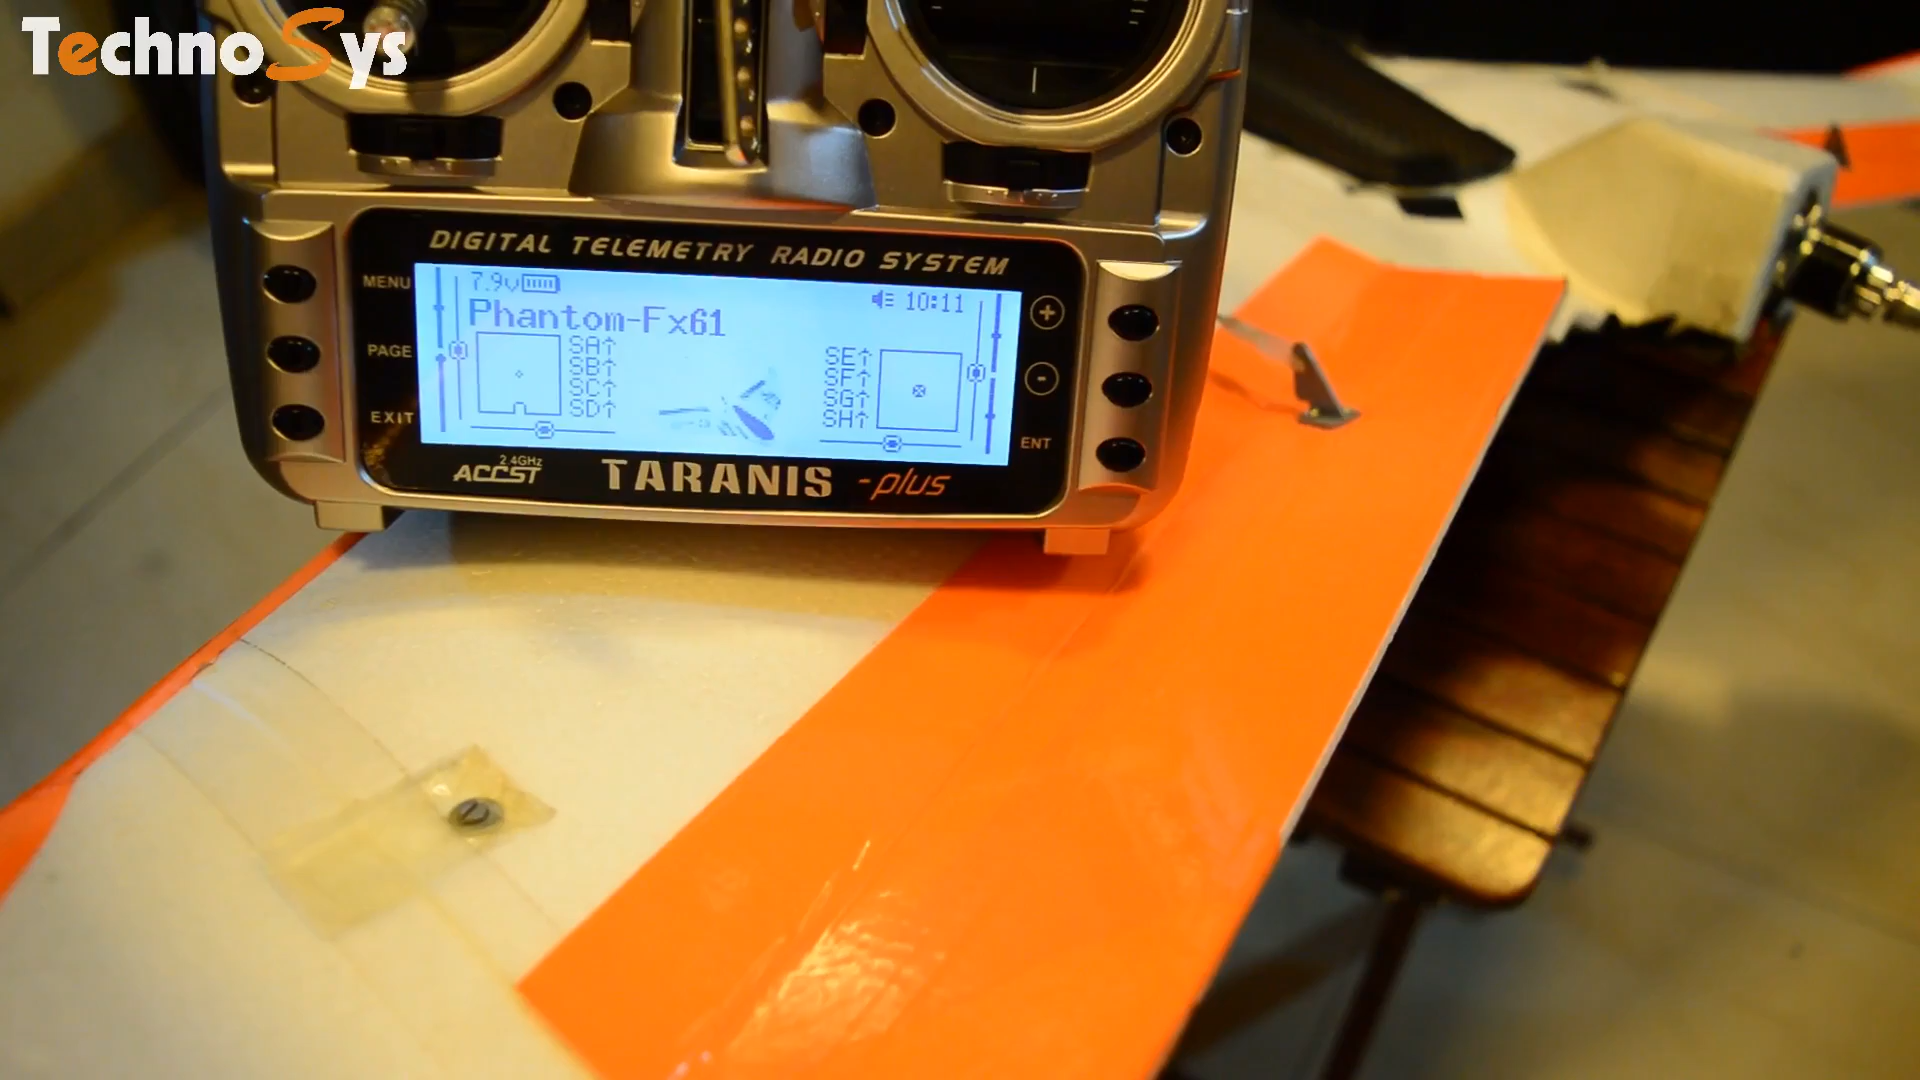 TechnoSys
DIGITAL TELEMETRY RADIO SYSTEM
MENU
PAGE
EXIT
7.9v
10:11
Phantom-Fx61
SA↑
SB↑
SC↑
SD↑
SE↑
SF↑
SG↑
SH↑
+
-
ENT
2.4GHz
ACCST
TARANIS -plus